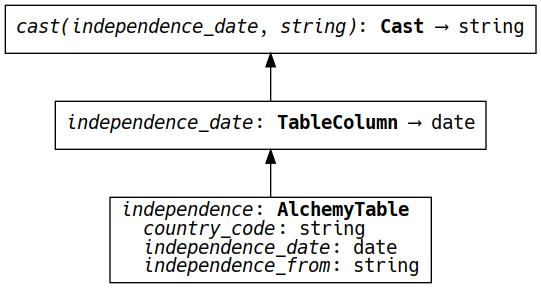 cast(independence_date, string): Cast → string
independence_date: TableColumn → date
independence: AlchemyTable
country_code: string
independence_date: date
independence_from: string